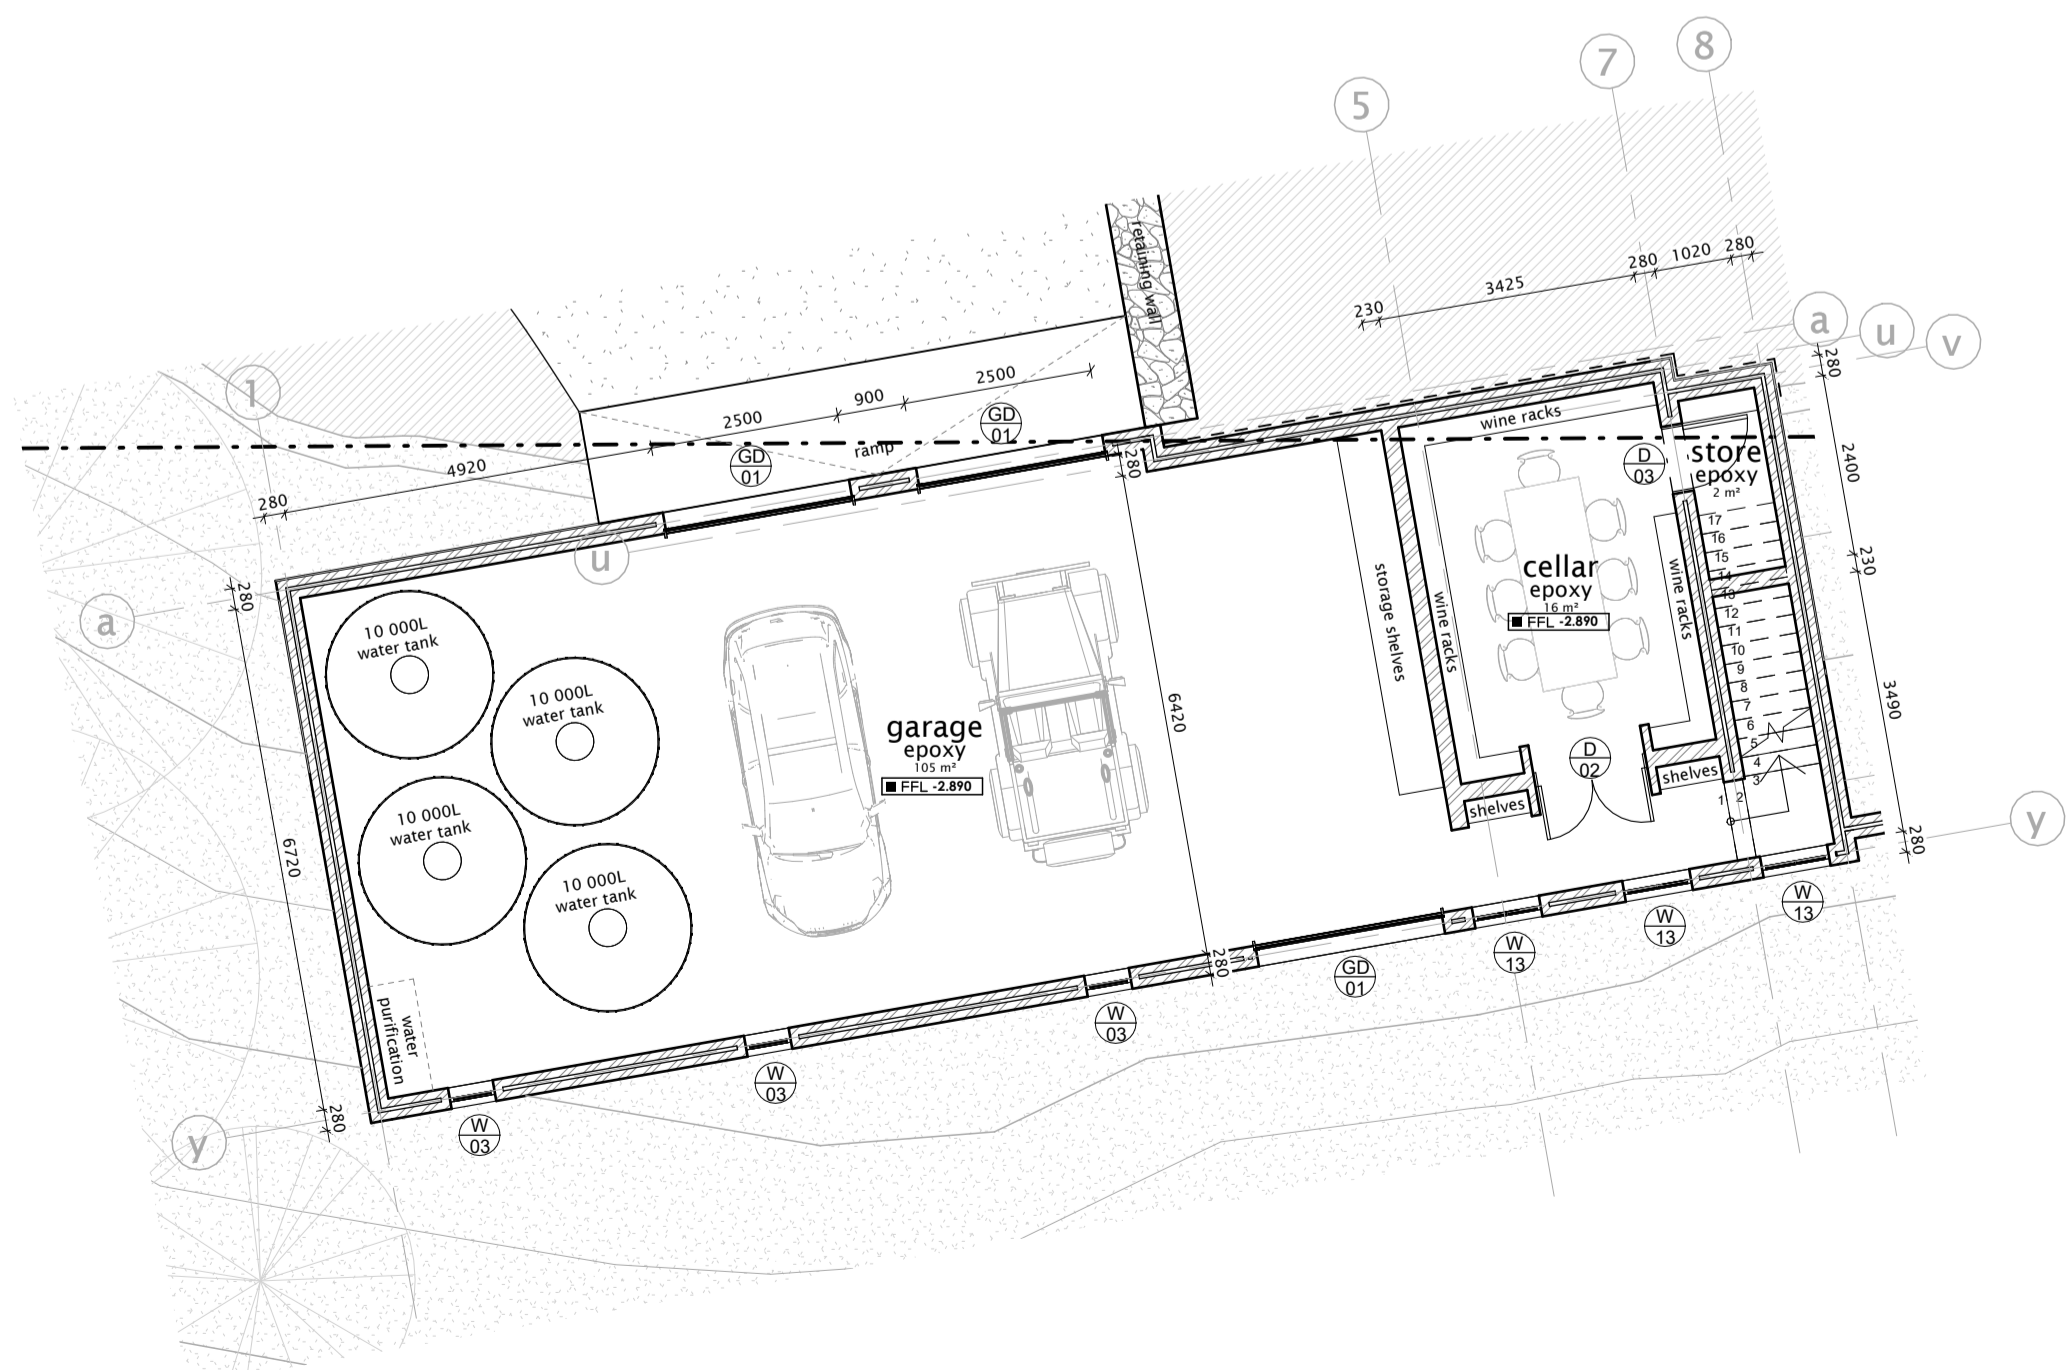 8
7
5
280
1020
280
3425
230
a
u
v
280
retaining wall
1
2500
900
2500
GD
01
ramp
GD
01
4920
280
280
wine racks
D
03
store
epoxy
2 m²
2400
u
280
a
17
16
15
14
13
12
11
10
9
8
7
6
5
4
3
2
1
230
3490
storage shelves
wine racks
cellar
epoxy
16 m²
FFL -2.890
wine racks
10 000L
water tank
10 000L
water tank
10 000L
water tank
10 000L
water tank
garage
epoxy
105 m²
FFL -2.890
6420
D
02
shelves
shelves
6720
y
280
W
13
W
13
W
13
280
GD
01
W
03
water
purification
W
03
W
03
280
y